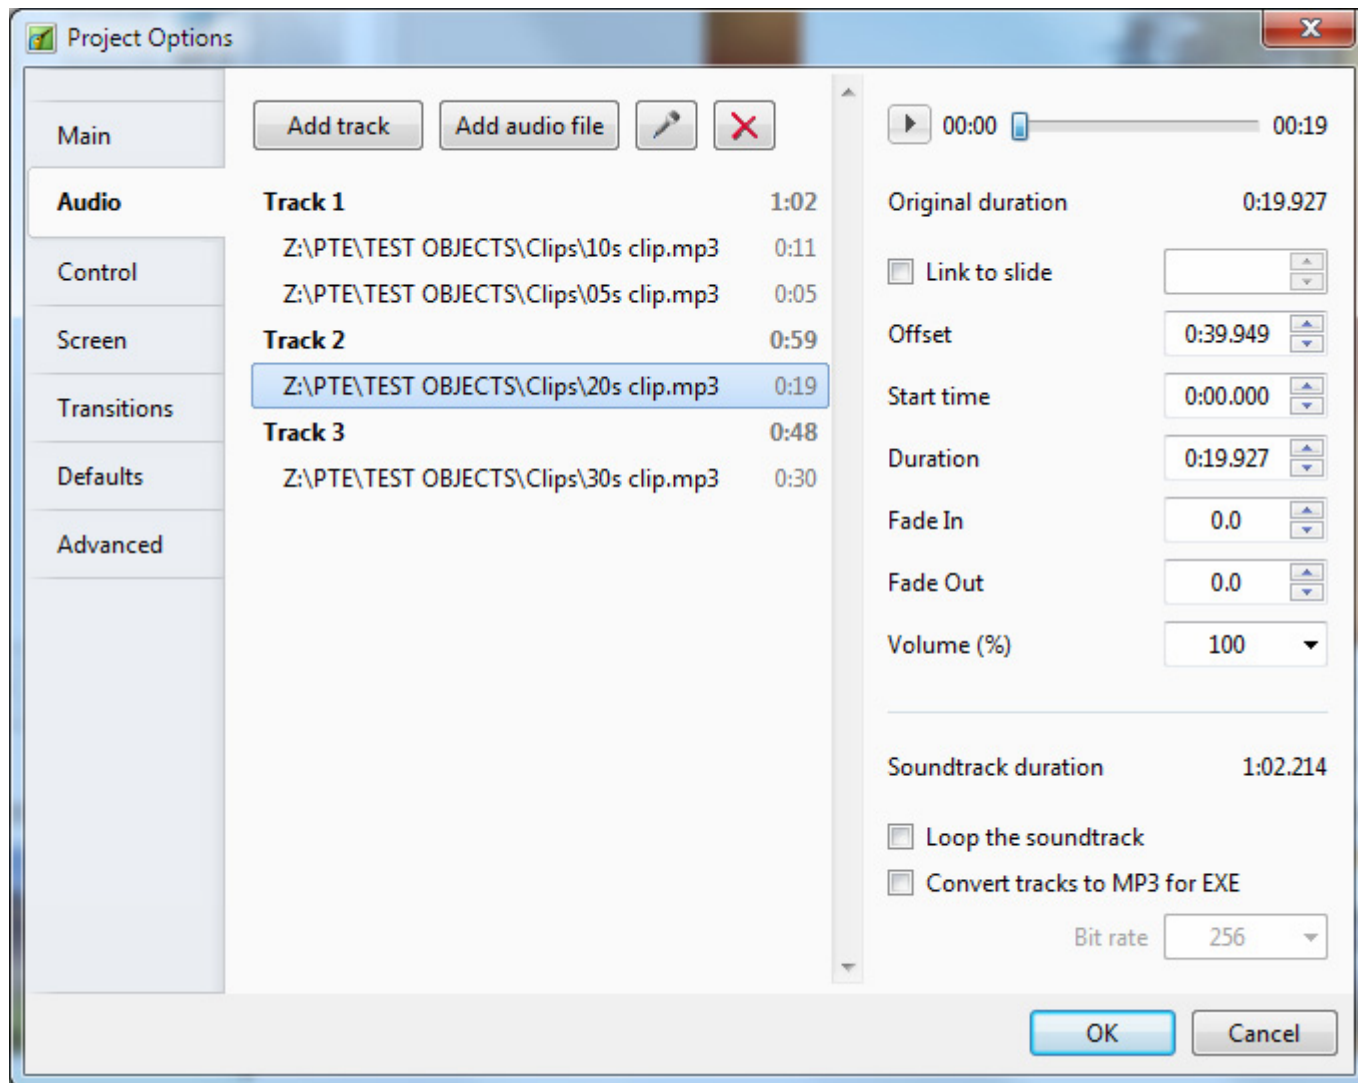 Project Options
Main
Audio
Control
Screen
Transitions
Defaults
Advanced
Add track Add audio file
Track 1 1:02
Z:\PTE\TEST OBJECTS\Clips\10s clip.mp3 0:11
Z:\PTE\TEST OBJECTS\Clips\05s clip.mp3 0:05
Track 2 0:59
Z:\PTE\TEST OBJECTS\Clips\20s clip.mp3 0:19
Track 3 0:48
Z:\PTE\TEST OBJECTS\Clips\30s clip.mp3 0:30
00:00 00:19
Original duration 0:19.927
Link to slide
Offset 0:39.949
Start time 0:00.000
Duration 0:19.927
Fade In 0.0
Fade Out 0.0
Volume (%) 100
Soundtrack duration 1:02.214
Loop the soundtrack
Convert tracks to MP3 for EXE
Bit rate 256
OK Cancel